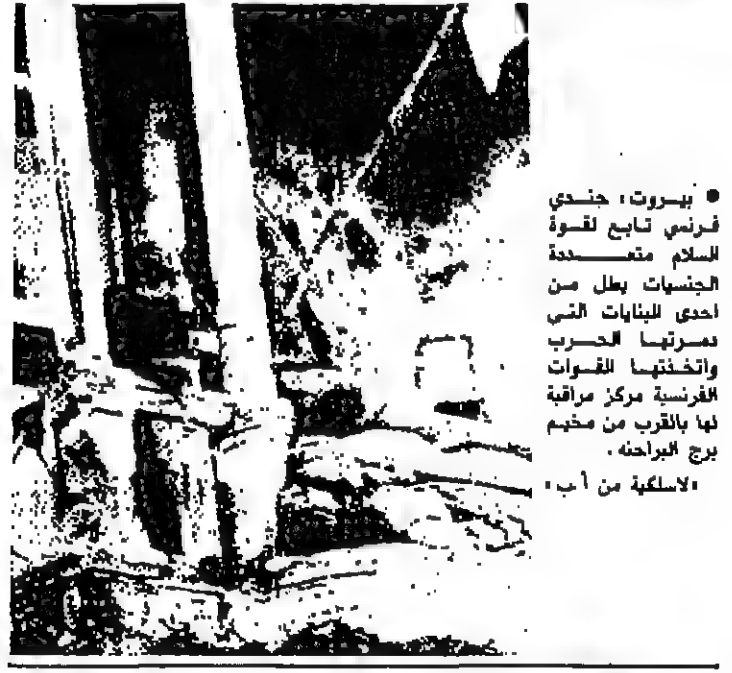 ● بيروت: جندي
فرنسي تابع لقوة
السلام متعددة
الجنسيات يطل من
احدى البنايات التي
دمرتها الحرب
واتخذتها القوات
الفرنسية مركز مراقبة
لها بالقرب من مخيم
برج البراجنه .
«لاسلكية من أ ب»